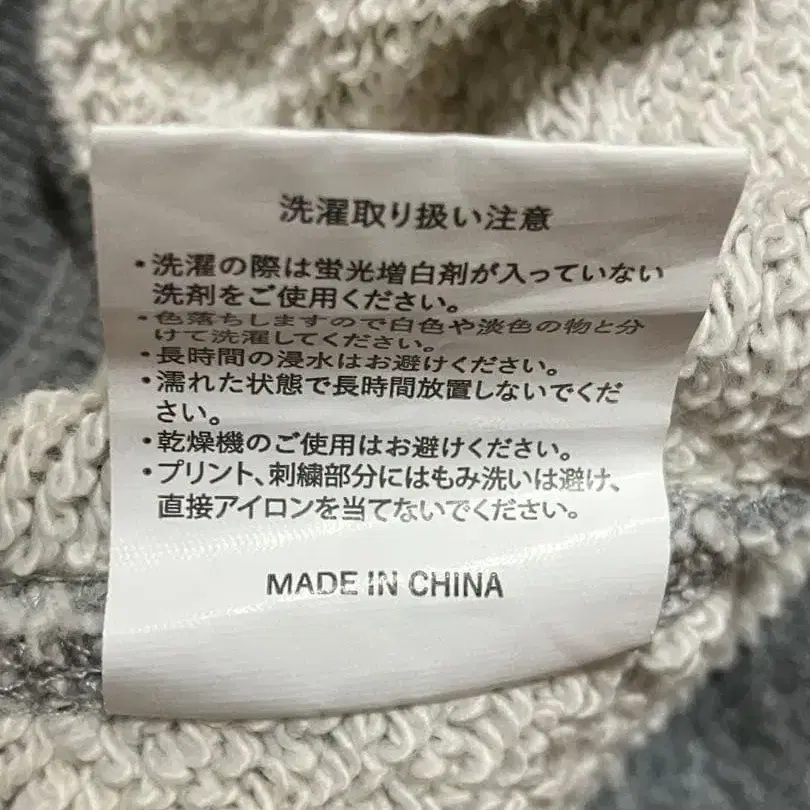 洗濯取り扱い注意
・洗濯の際は蛍光増白剤が入っていない
洗剤をご使用ください。
・色落ちしますので白色や淡色の物と分
けて洗濯してください。
・長時間の浸水はお避けください。
・濡れた状態で長時間放置しないでくだ
さい。
・乾燥機のご使用はお避けください。
・プリント、刺繍部分にはもみ洗いは避け、
直接アイロンを当てないでください。
MADE IN CHINA